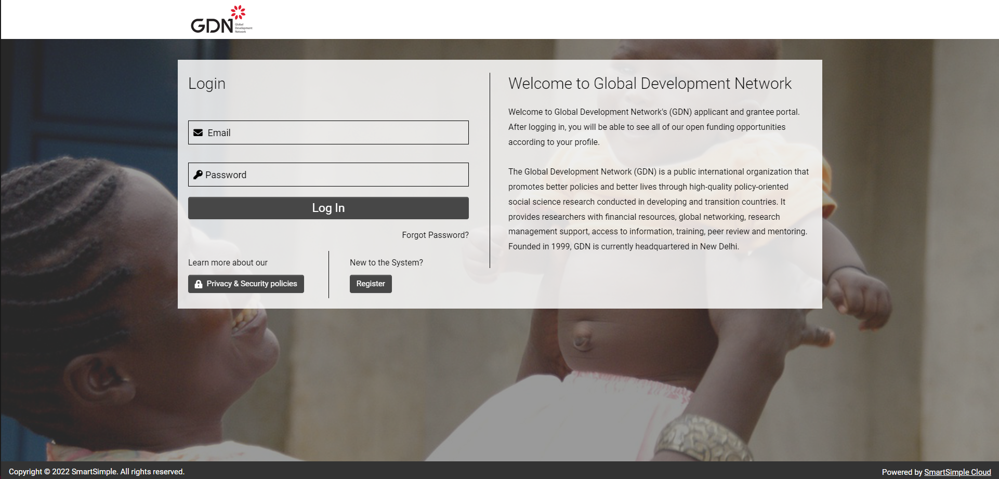 GDN
Global
Development
Network
Login
Email
Password
Log In
Forgot Password?
Learn more about our
Privacy & Security policies
New to the System?
Register
Welcome to Global Development Network
Welcome to Global Development Network's (GDN) applicant and grantee portal.
After logging in, you will be able to see all of our open funding opportunities
according to your profile.
The Global Development Network (GDN) is a public international organization that
promotes better policies and better lives through high-quality policy-oriented
social science research conducted in developing and transition countries. It
provides researchers with financial resources, global networking, research
management support, access to information, training, peer review and mentoring.
Founded in 1999, GDN is currently headquartered in New Delhi.
Copyright © 2022 SmartSimple. All rights reserved.
Powered by SmartSimple Cloud